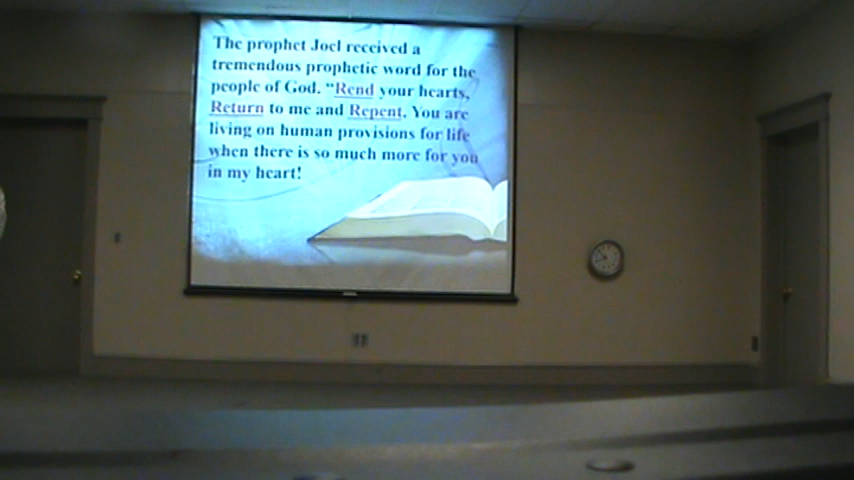 The prophet Joel received a
tremendous prophetic word for the
people of God. "Rend your hearts,
Return to me and Repent. You are
living on human provisions for life
when there is so much more for you
in my heart!